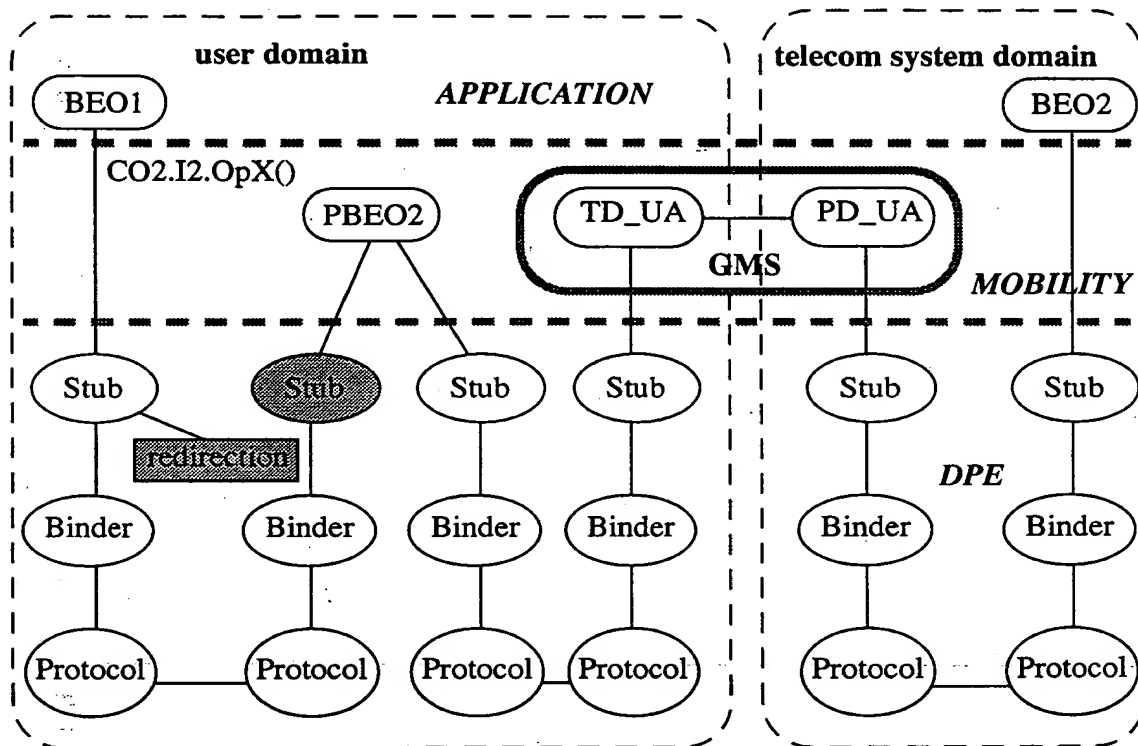 user domain
telecom system domain
BEO1
APPLICATION
BEO2
CO2.I2.OpX()
PBEO2
TD_UA
PD_UA
GMS
MOBILITY
Stub
Stub
Stub
Stub
Stub
Stub
redirection
DPE
Binder
Binder
Binder
Binder
Binder
Binder
Protocol
Protocol
Protocol
Protocol
Protocol
Protocol